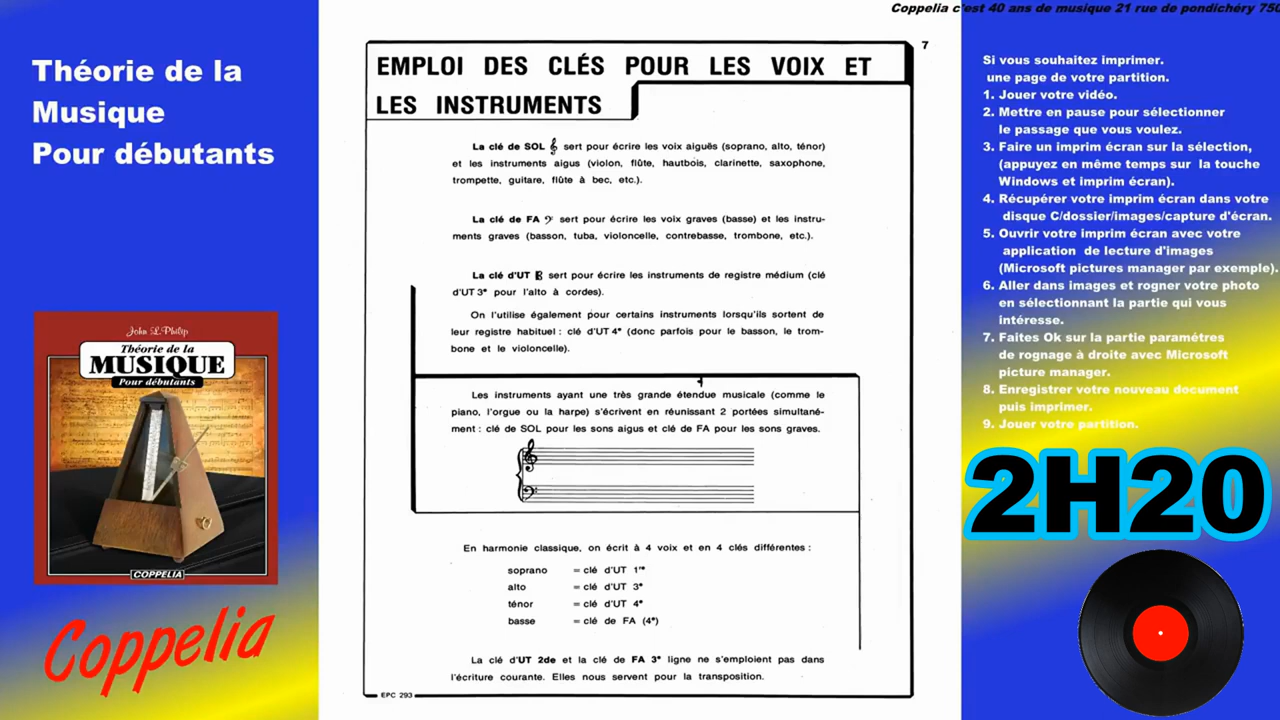 Coppelia c'est 40 ans de musique 21 rue de pondichéry 750
Théorie de la
Musique
Pour débutants
John L. Philip
Théorie de la
MUSIQUE
Pour débutants
COPPELIA
Coppelia
7
EMPLOI DES CLÉS POUR LES VOIX ET
LES INSTRUMENTS
La clé de SOL 𝄞 sert pour écrire les voix aiguës (soprano, alto, ténor)
et les instruments aigus (violon, flûte, hautbois, clarinette, saxophone,
trompette, guitare, flûte à bec, etc.).
La clé de FA 𝄢 sert pour écrire les voix graves (basse) et les instru-
ments graves (basson, tuba, violoncelle, contrebasse, trombone, etc.).
La clé d'UT 𝄡 sert pour écrire les instruments de registre médium (clé
d'UT 3e pour l'alto à cordes).
On l'utilise également pour certains instruments lorsqu'ils sortent de
leur registre habituel : clé d'UT 4e (donc parfois pour le basson, le trom-
bone et le violoncelle).
Les instruments ayant une très grande étendue musicale (comme le
piano, l'orgue ou la harpe) s'écrivent en réunissant 2 portées simultané-
ment : clé de SOL pour les sons aigus et clé de FA pour les sons graves.
En harmonie classique, on écrit à 4 voix et en 4 clés différentes :
soprano = clé d'UT 1re
alto = clé d'UT 3e
ténor = clé d'UT 4e
basse = clé de FA (4e)
La clé d'UT 2de et la clé de FA 3e ligne ne s'emploient pas dans
l'écriture courante. Elles nous servent pour la transposition.
EPC 293
Si vous souhaitez imprimer.
une page de votre partition.
1. Jouer votre vidéo.
2. Mettre en pause pour sélectionner
le passage que vous voulez.
3. Faire un imprim écran sur la sélection,
(appuyez en même temps sur la touche
Windows et imprim écran).
4. Récupérer votre imprim écran dans votre
disque C/dossier/images/capture d'écran.
5. Ouvrir votre imprim écran avec votre
application de lecture d'images
(Microsoft pictures manager par exemple).
6. Aller dans images et rogner votre photo
en sélectionnant la partie qui vous
intéresse.
7. Faites Ok sur la partie paramétres
de rognage à droite avec Microsoft
picture manager.
8. Enregistrer votre nouveau document
puis imprimer.
9. Jouer votre partition.
2H20